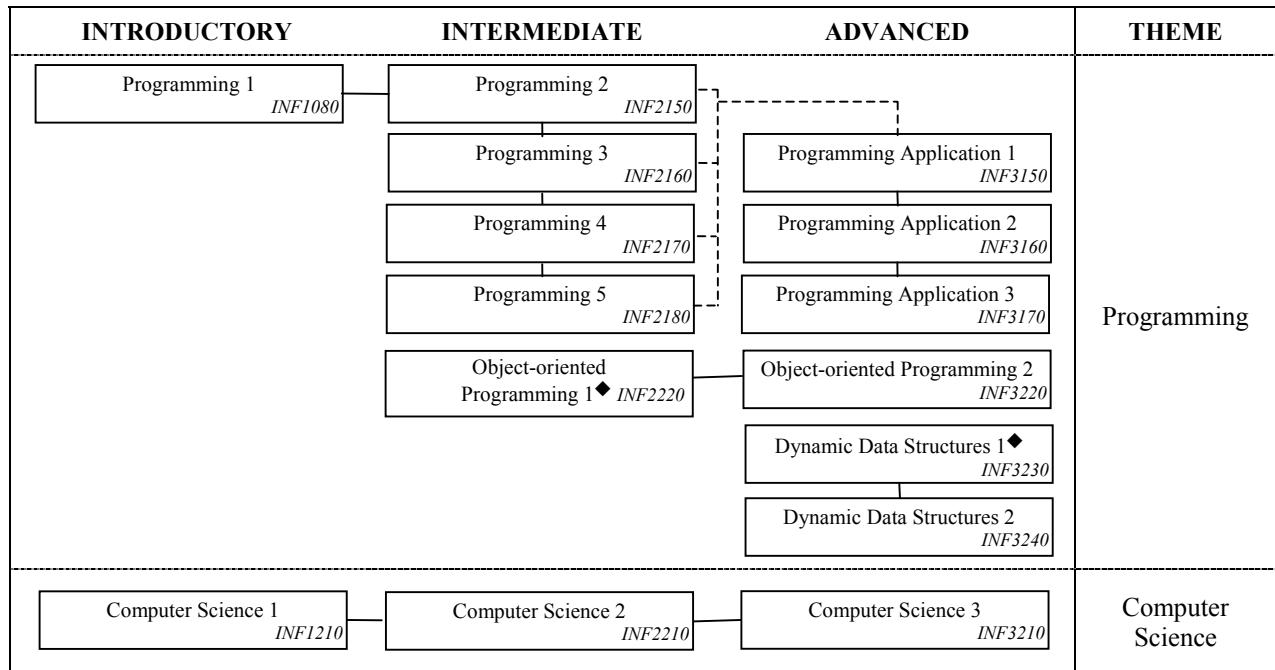 INTRODUCTORY INTERMEDIATE ADVANCED THEME
Programming 1
INF1080
Programming 2
INF2150
Programming 3
INF2160
Programming Application 1
INF3150
Programming 4
INF2170
Programming Application 2
INF3160
Programming 5
INF2180
Programming Application 3
INF3170
Programming
Object-oriented
Programming 1◆ INF2220
Object-oriented Programming 2
INF3220
Dynamic Data Structures 1◆
INF3230
Dynamic Data Structures 2
INF3240
Computer Science 1
INF1210
Computer Science 2
INF2210
Computer Science 3
INF3210
Computer
Science